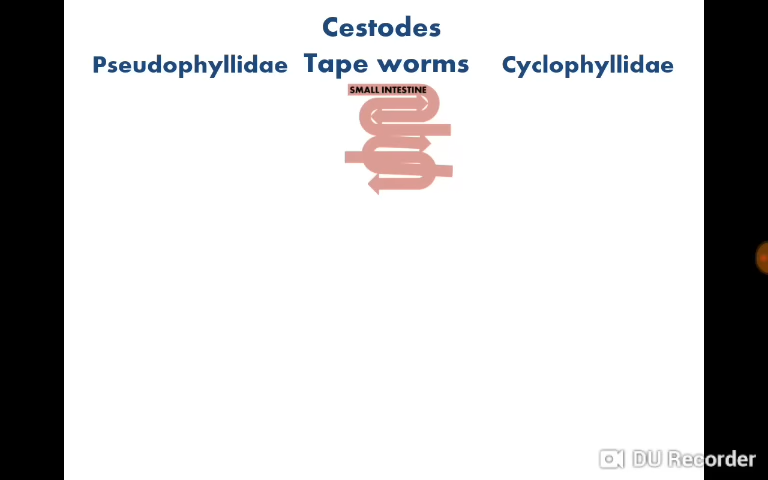 Cestodes
Pseudophyllidae Tape worms Cyclophyllidae
SMALL INTESTINE
DU Recorder